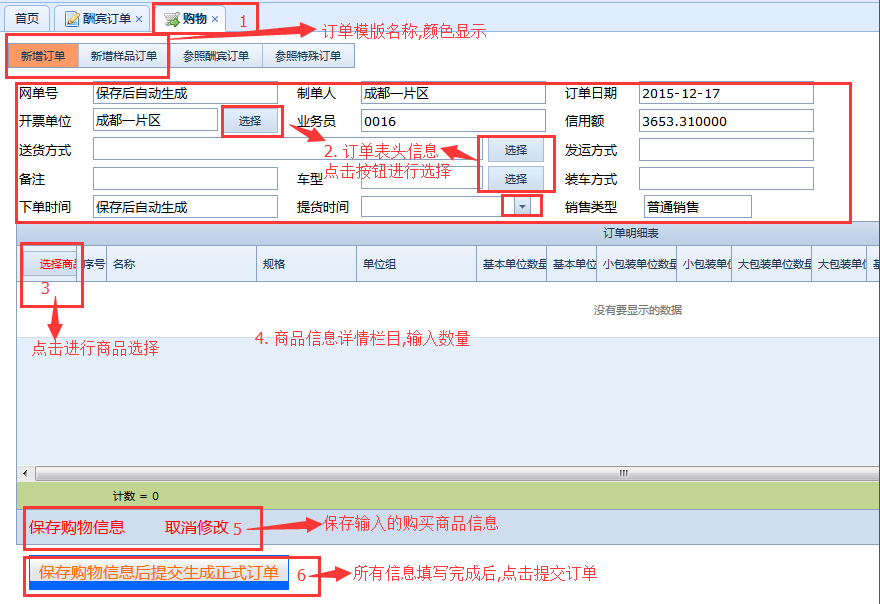 首页 酬宾订单 × 购物 × 1
订单模版名称,颜色显示
新增订单 新增样品订单 参照酬宾订单 参照特殊订单
网单号 保存后自动生成 制单人 成都一片区 订单日期 2015-12-17
开票单位 成都一片区 选择 业务员 0016 信用额 3653.310000
送货方式 选择 发运方式
2. 订单表头信息
点击按钮进行选择
备注 车型 选择 装车方式
下单时间 保存后自动生成 提货时间 销售类型 普通销售
订单明细表
选择商品 序号 名称 规格 单位组 基本单位数量 基本单位 小包装单位数量 小包装单位 大包装单位数量 大包装单位 基
3
没有要显示的数据
点击进行商品选择
4. 商品信息详情栏目,输入数量
计数 = 0
保存购物信息 取消修改 5 保存输入的购买商品信息
保存购物信息后提交生成正式订单 6 所有信息填写完成后,点击提交订单